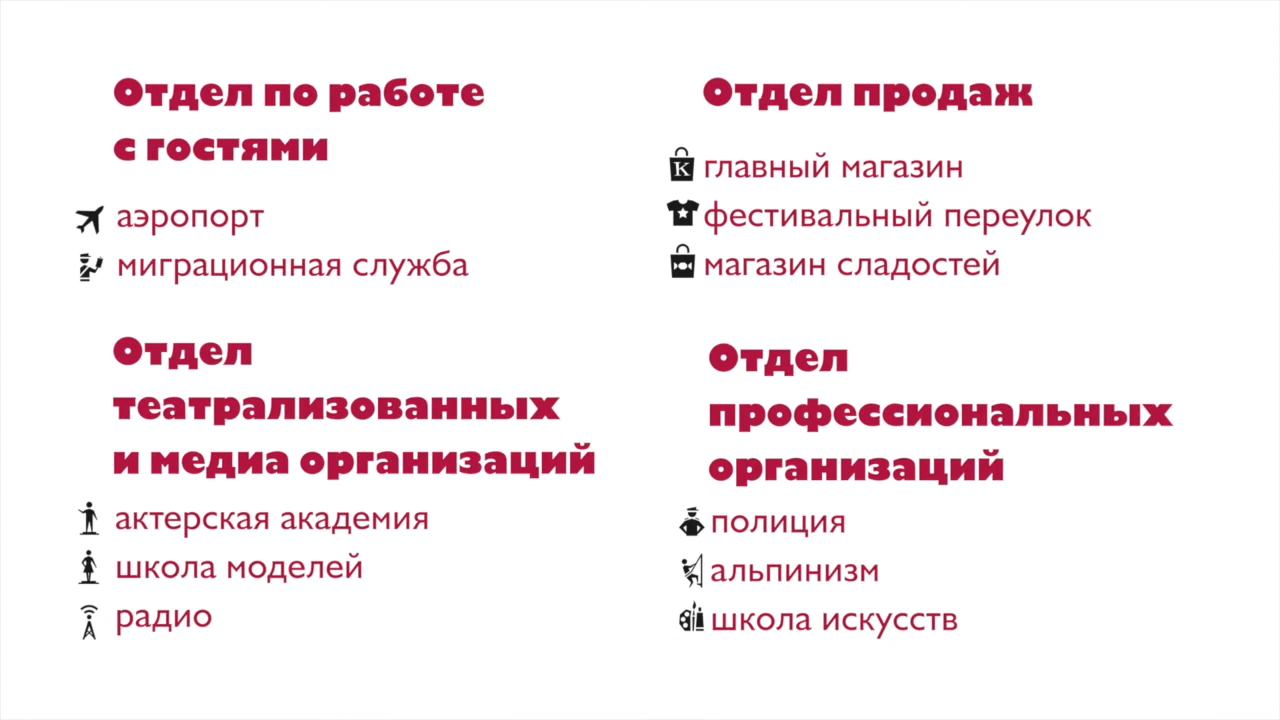 Отдел по работе
с гостями
аэропорт
миграционная служба
Отдел продаж
K
главный магазин
фестивальный переулок
магазин сладостей
Отдел
театрализованных
и медиа организаций
актерская академия
школа моделей
радио
Отдел
профессиональных
организаций
полиция
альпинизм
школа искусств